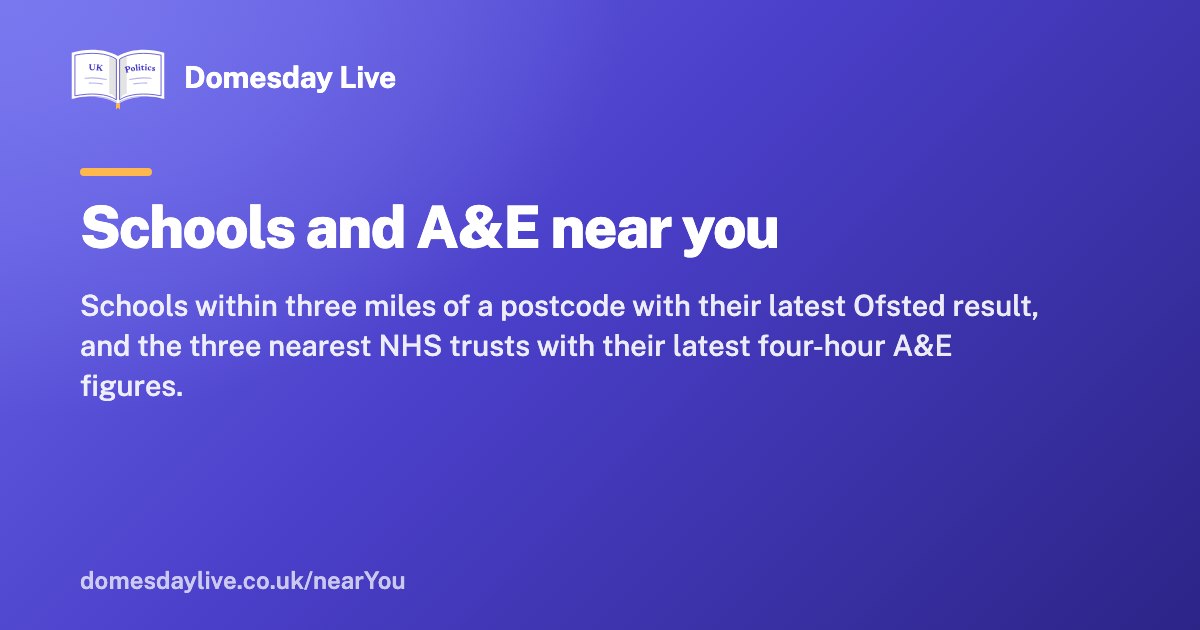 UK Politics
Domesday Live
Schools and A&E near you
Schools within three miles of a postcode with their latest Ofsted result,
and the three nearest NHS trusts with their latest four-hour A&E
figures.
domesdaylive.co.uk/nearYou